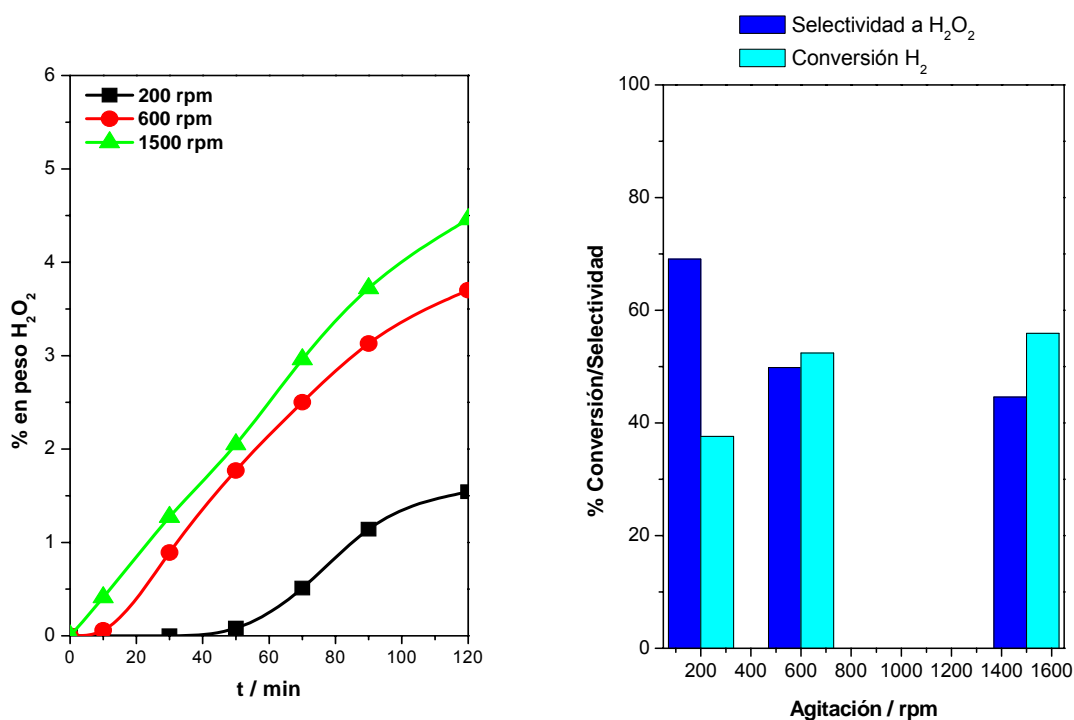 200 rpm
600 rpm
1500 rpm
6
5
4
3
2
1
0
% en peso H₂O₂
0 20 40 60 80 100 120
t / min
Selectividad a H₂O₂
Conversión H₂
100
80
60
40
20
0
% Conversión/Selectividad
200 400 600 800 1000 1200 1400 1600
Agitación / rpm